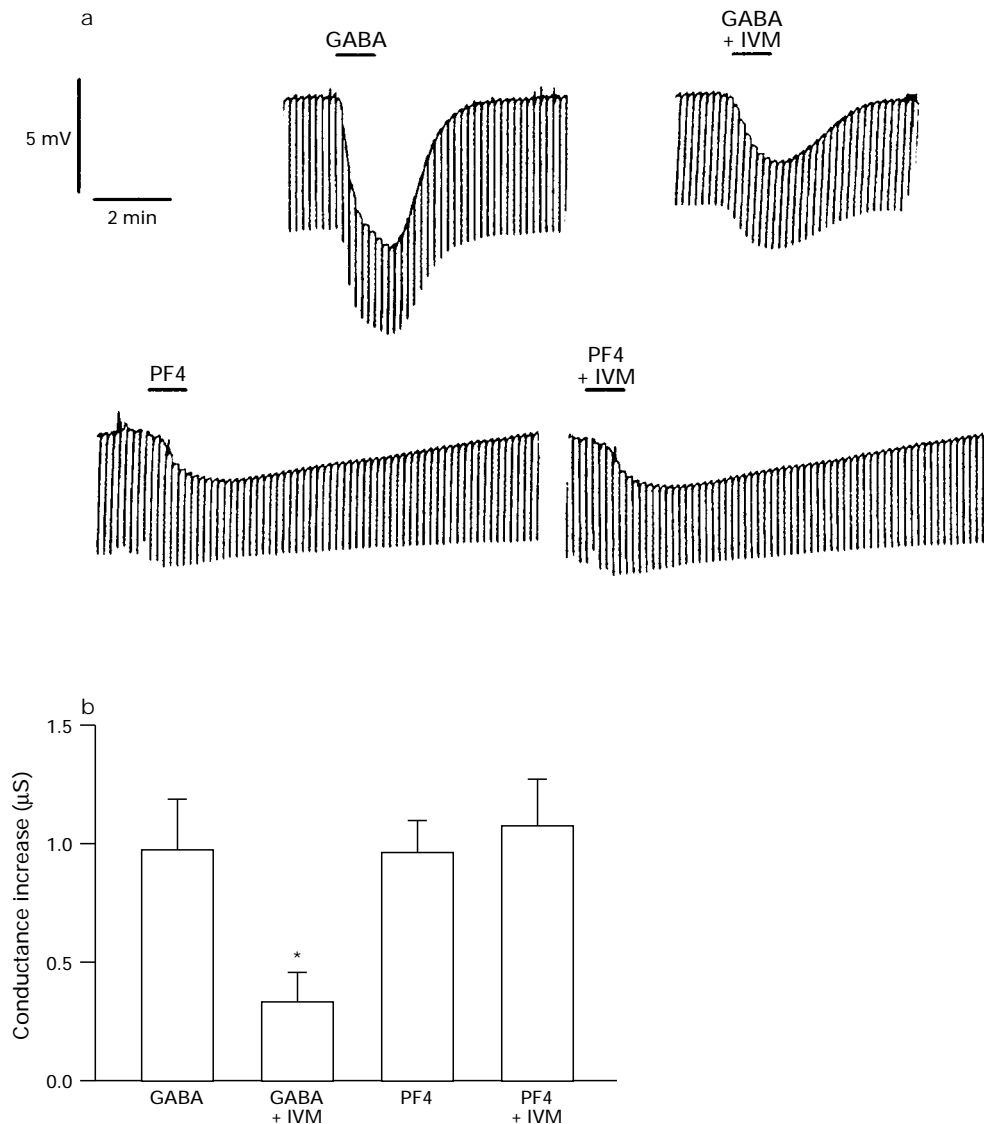 a
GABA
GABA
+ IVM
5 mV
2 min
PF4
PF4
+ IVM
b
Conductance increase (μS)
1.5
1.0
0.5
0.0
*
GABA
GABA
+ IVM
PF4
PF4
+ IVM